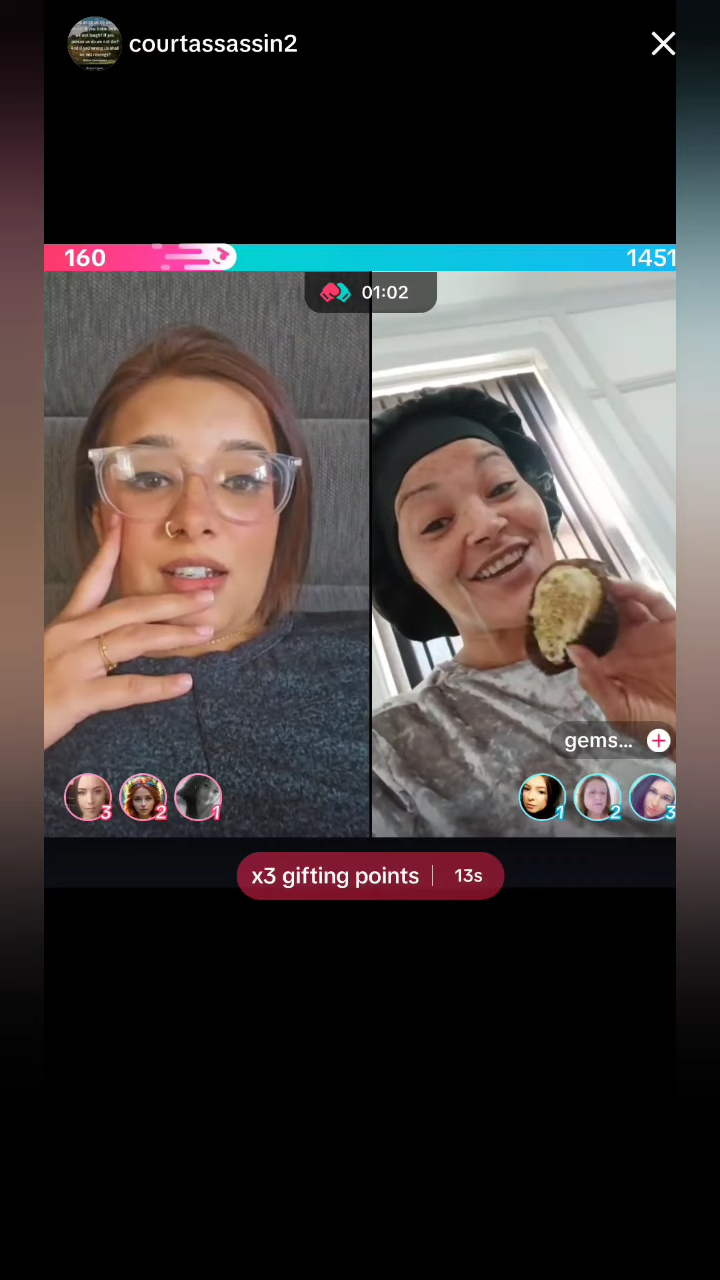 courtassassin2
160
1451
01:02
gems...
3
2
1
1
2
3
x3 gifting points
13s